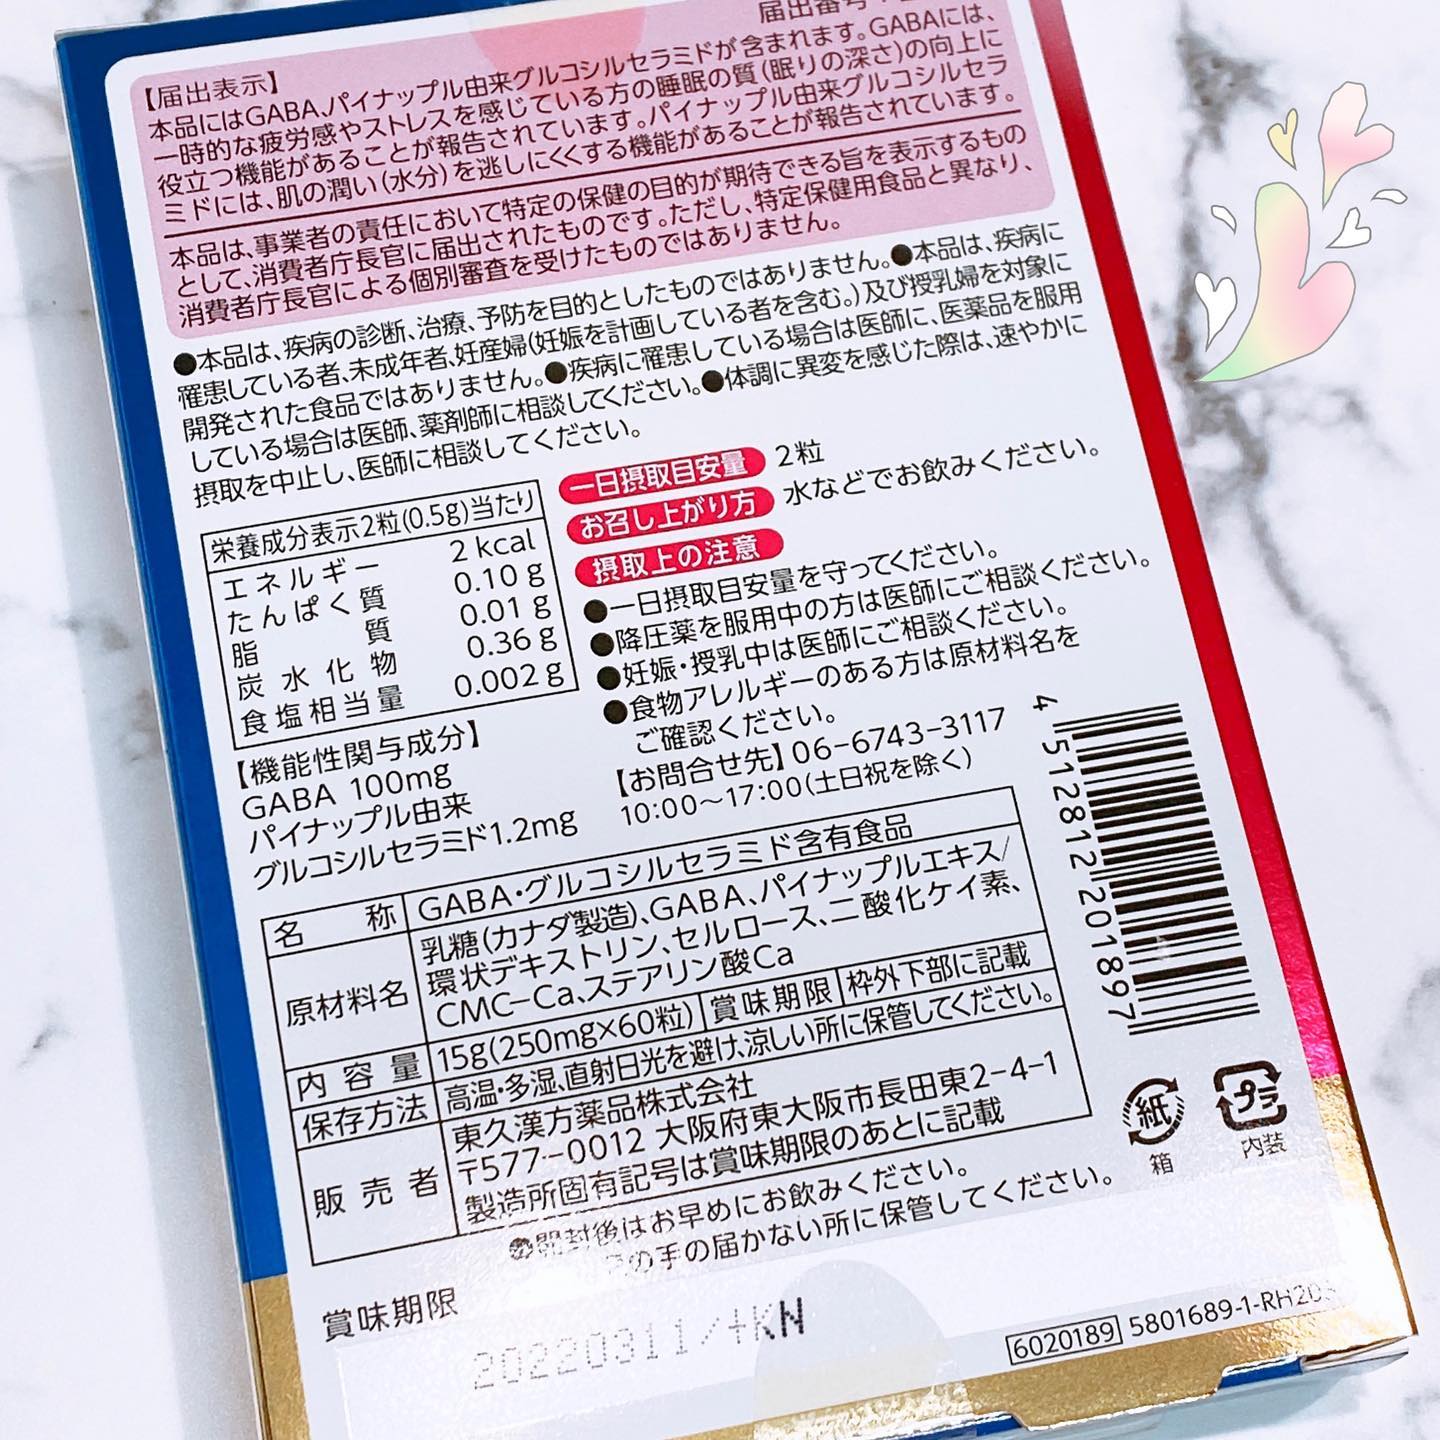 届出番号
【届出表示】
本品にはGABA、パイナップル由来グルコシルセラミドが含まれます。GABAには、
一時的な疲労感やストレスを感じている方の睡眠の質(眠りの深さ)の向上に
役立つ機能があることが報告されています。パイナップル由来グルコシルセラ
ミドには、肌の潤い(水分)を逃しにくくする機能があることが報告されています。
本品は、事業者の責任において特定の保健の目的が期待できる旨を表示するもの
として、消費者庁長官に届出されたものです。ただし、特定保健用食品と異なり、
消費者庁長官による個別審査を受けたものではありません。
●本品は、疾病の診断、治療、予防を目的としたものではありません。●本品は、疾病に
罹患している者、未成年者、妊産婦(妊娠を計画している者を含む。)及び授乳婦を対象に
開発された食品ではありません。●疾病に罹患している場合は医師に、医薬品を服用
している場合は医師、薬剤師に相談してください。●体調に異変を感じた際は、速やかに
摂取を中止し、医師に相談してください。
栄養成分表示2粒(0.5g)当たり
エネルギー 2 kcal
たんぱく質 0.10 g
脂質 0.01 g
炭水化物 0.36 g
食塩相当量 0.002 g
【機能性関与成分】
GABA 100mg
パイナップル由来
グルコシルセラミド1.2mg
一日摂取目安量 2粒
お召し上がり方 水などでお飲みください。
摂取上の注意
●一日摂取目安量を守ってください。
●降圧薬を服用中の方は医師にご相談ください。
●妊娠・授乳中は医師にご相談ください。
●食物アレルギーのある方は原材料名を
ご確認ください。
【お問合せ先】06-6743-3117
10:00～17:00(土日祝を除く)
名称 GABA・グルコシルセラミド含有食品
原材料名 乳糖(カナダ製造)、GABA、パイナップルエキス/
環状デキストリン、セルロース、二酸化ケイ素、
CMC-Ca、ステアリン酸Ca
内容量 15g(250mg×60粒) 賞味期限 枠外下部に記載
保存方法 高温・多湿、直射日光を避け、涼しい所に保管してください。
販売者 東久漢方薬品株式会社
〒577-0012 大阪府東大阪市長田東2-4-1
製造所固有記号は賞味期限のあとに記載
開封後はお早めにお飲みください。
の手の届かない所に保管してください。
4 512812 201897
紙
箱
プラ
内装
賞味期限
20220311/+KN
6020189 5801689-1-RH20